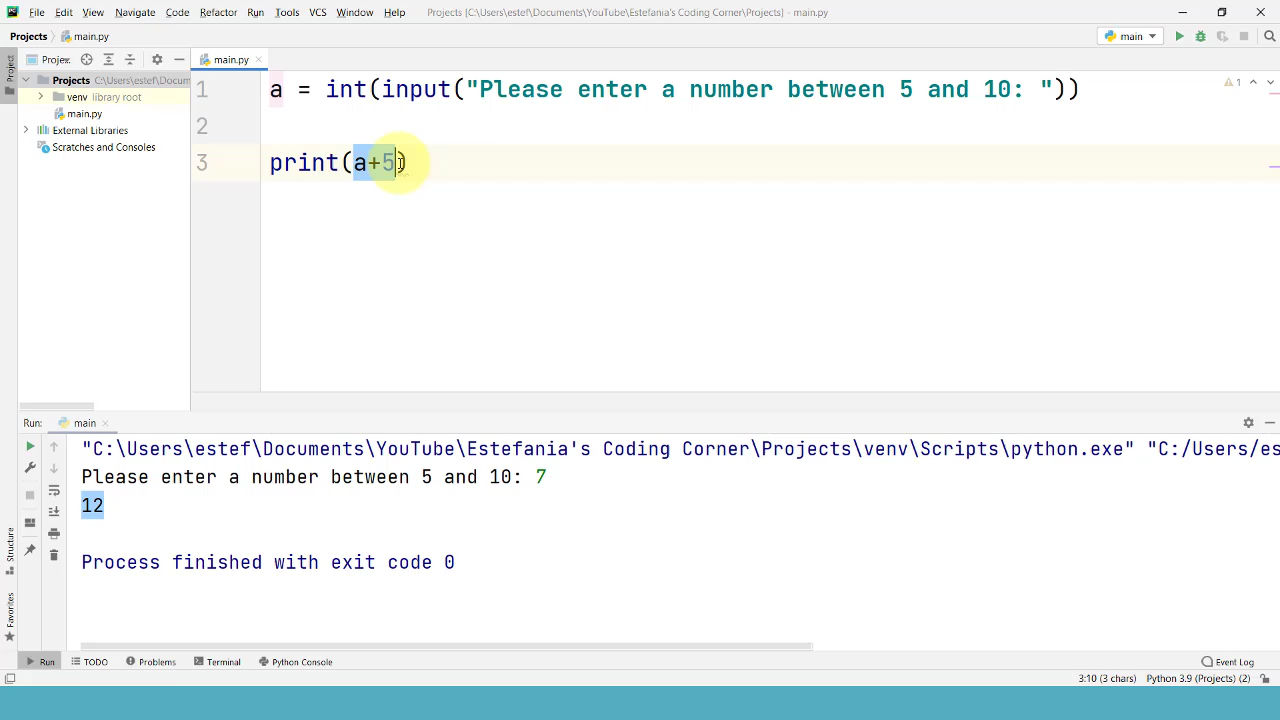 File Edit View Navigate Code Refactor Run Tools VCS Window Help Projects [C:\Users\estef\Documents\YouTube\Estefania's Coding Corner\Projects] - main.py
Projects main.py main
Project Projec main.py
Projects C:\Users\estef\Docum
venv library root
main.py
External Libraries
Scratches and Consoles
1 a = int(input("Please enter a number between 5 and 10: ")) 1
2
3 print(a+5)
Run: main
"C:\Users\estef\Documents\YouTube\Estefania's Coding Corner\Projects\venv\Scripts\python.exe" "C:/Users/es
Please enter a number between 5 and 10: 7
12
Process finished with exit code 0
Structure
Favorites
Run TODO Problems Terminal Python Console Event Log
3:10 (3 chars) Python 3.9 (Projects) (2)